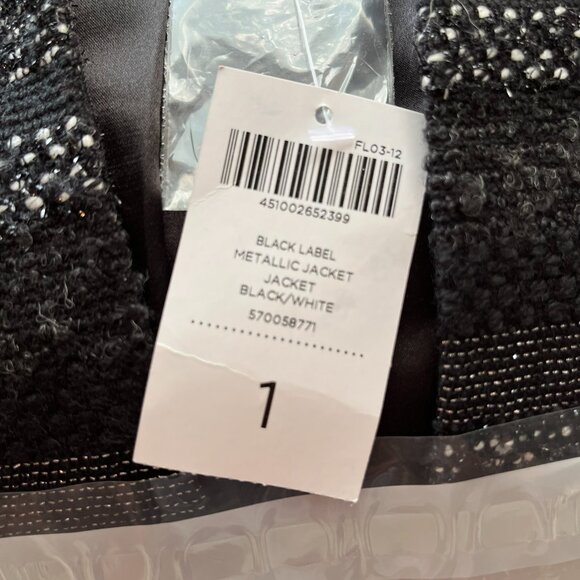 FL03-12
451002652399
BLACK LABEL
METALLIC JACKET
JACKET
BLACK/WHITE
570058771
1